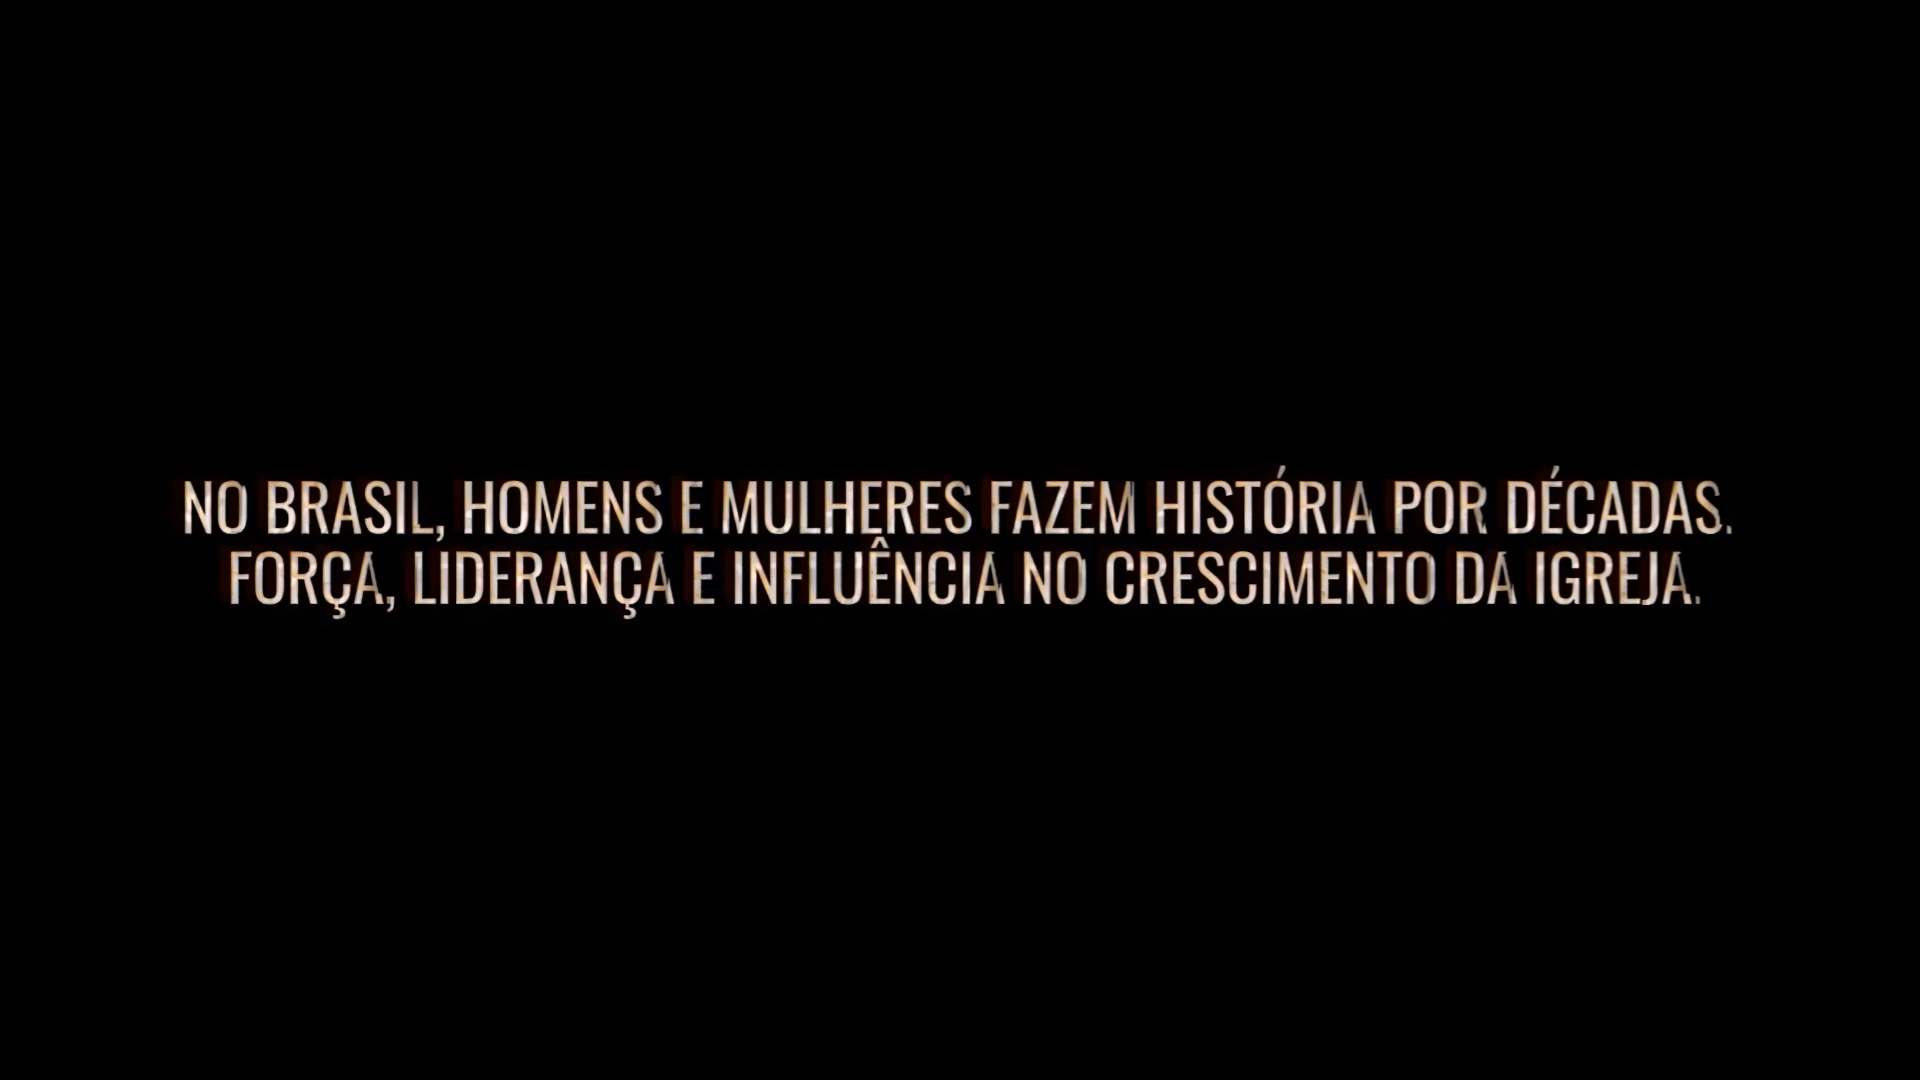 NO BRASIL, HOMENS E MULHERES FAZEM HISTÓRIA POR DÉCADAS.
FORÇA, LIDERANÇA E INFLUÊNCIA NO CRESCIMENTO DA IGREJA.